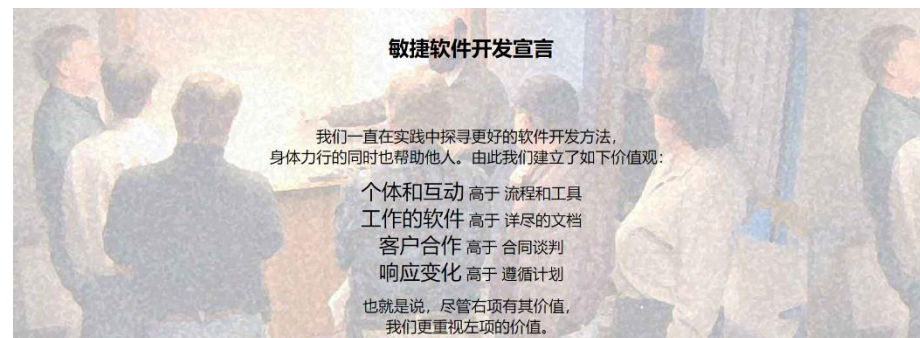 敏捷软件开发宣言
我们一直在实践中探寻更好的软件开发方法，
身体力行的同时也帮助他人。由此我们建立了如下价值观：
个体和互动 高于 流程和工具
工作的软件 高于 详尽的文档
客户合作 高于 合同谈判
响应变化 高于 遵循计划
也就是说，尽管右项有其价值，
我们更重视左项的价值。